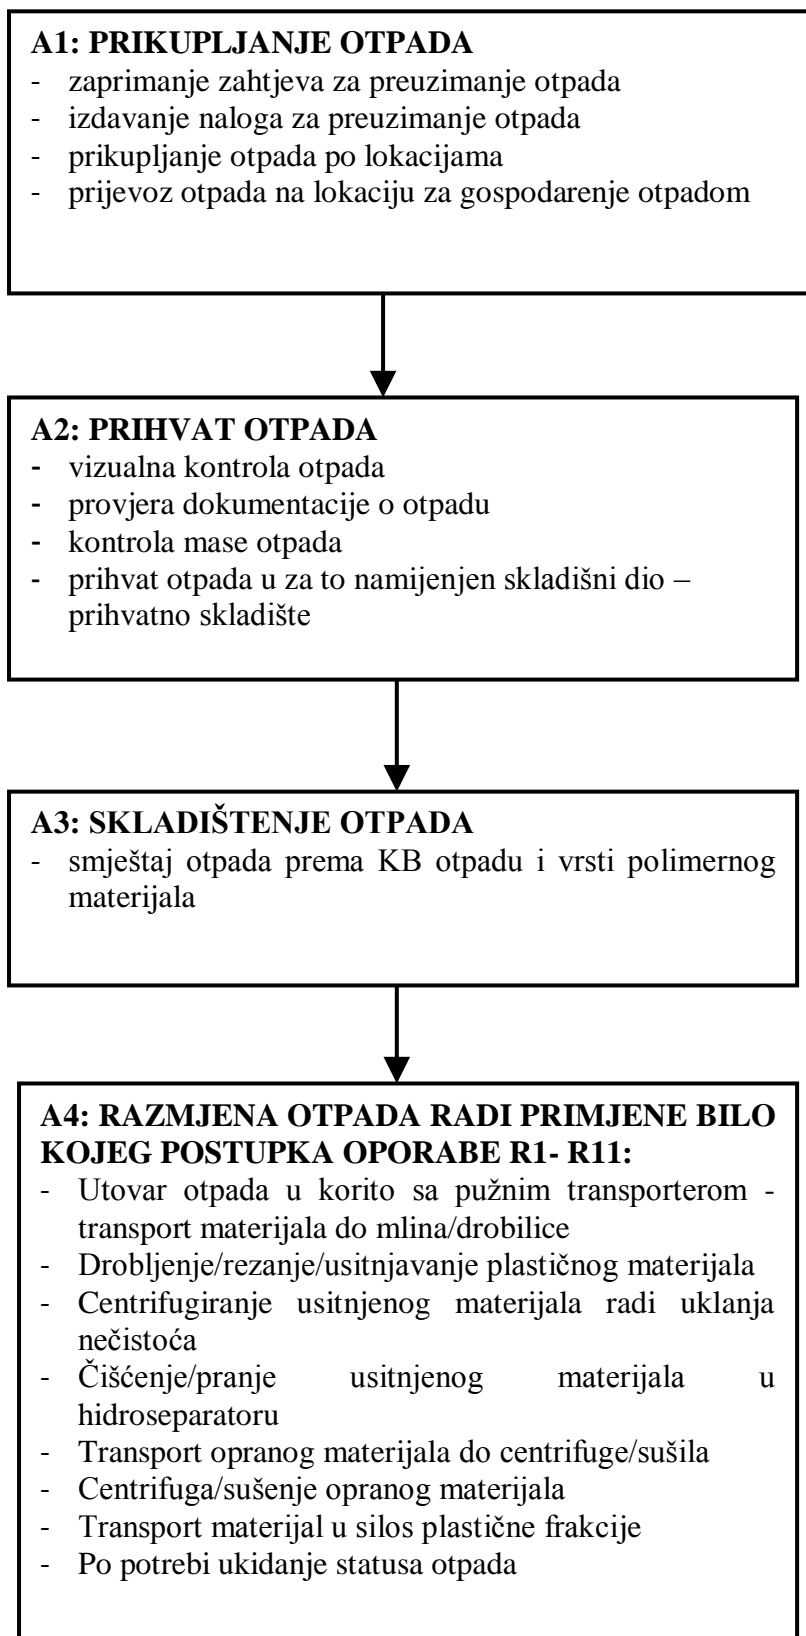 A1: PRIKUPLJANJE OTPADA
- zaprimanje zahtjeva za preuzimanje otpada
- izdavanje naloga za preuzimanje otpada
- prikupljanje otpada po lokacijama
- prijevoz otpada na lokaciju za gospodarenje otpadom
A2: PRIHVAT OTPADA
- vizualna kontrola otpada
- provjera dokumentacije o otpadu
- kontrola mase otpada
- prihvat otpada u za to namijenjen skladišni dio –
prihvatno skladište
A3: SKLADIŠTENJE OTPADA
- smještaj otpada prema KB otpadu i vrsti polimernog
materijala
A4: RAZMJENA OTPADA RADI PRIMJENE BILO
KOJEG POSTUPKA OPORABE R1- R11:
- Utovar otpada u korito sa pužnim transporterom -
transport materijala do mlina/drobilice
- Drobljenje/rezanje/usitnjavanje plastičnog materijala
- Centrifugiranje usitnjenog materijala radi uklanja
nečistoća
- Čišćenje/pranje usitnjenog materijala u
hidroseparatoru
- Transport opranog materijala do centrifuge/sušila
- Centrifuga/sušenje opranog materijala
- Transport materijal u silos plastične frakcije
- Po potrebi ukidanje statusa otpada